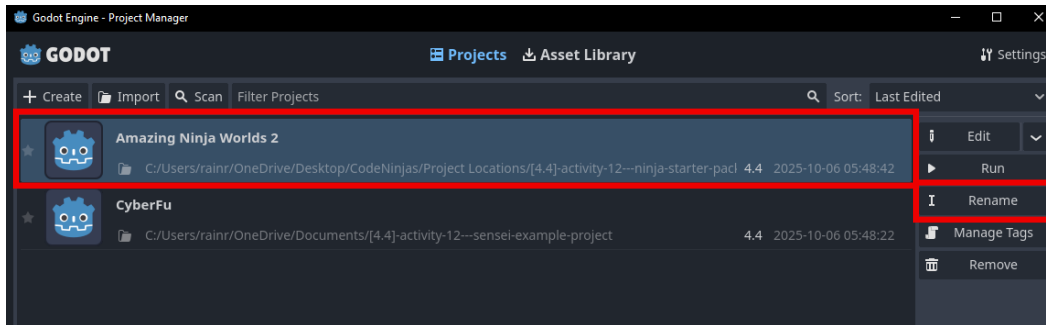 Godot Engine - Project Manager
GODOT
Projects
Asset Library
Settings
Create
Import
Scan
Filter Projects
Sort: Last Edited
Amazing Ninja Worlds 2
C:/Users/rainr/OneDrive/Desktop/CodeNinjas/Project Locations/[4.4]-activity-12---ninja-starter-pack 4.4 2025-10-06 05:48:42
CyberFu
C:/Users/rainr/OneDrive/Documents/[4.4]-activity-12---sensei-example-project 4.4 2025-10-06 05:48:22
Edit
Run
Rename
Manage Tags
Remove